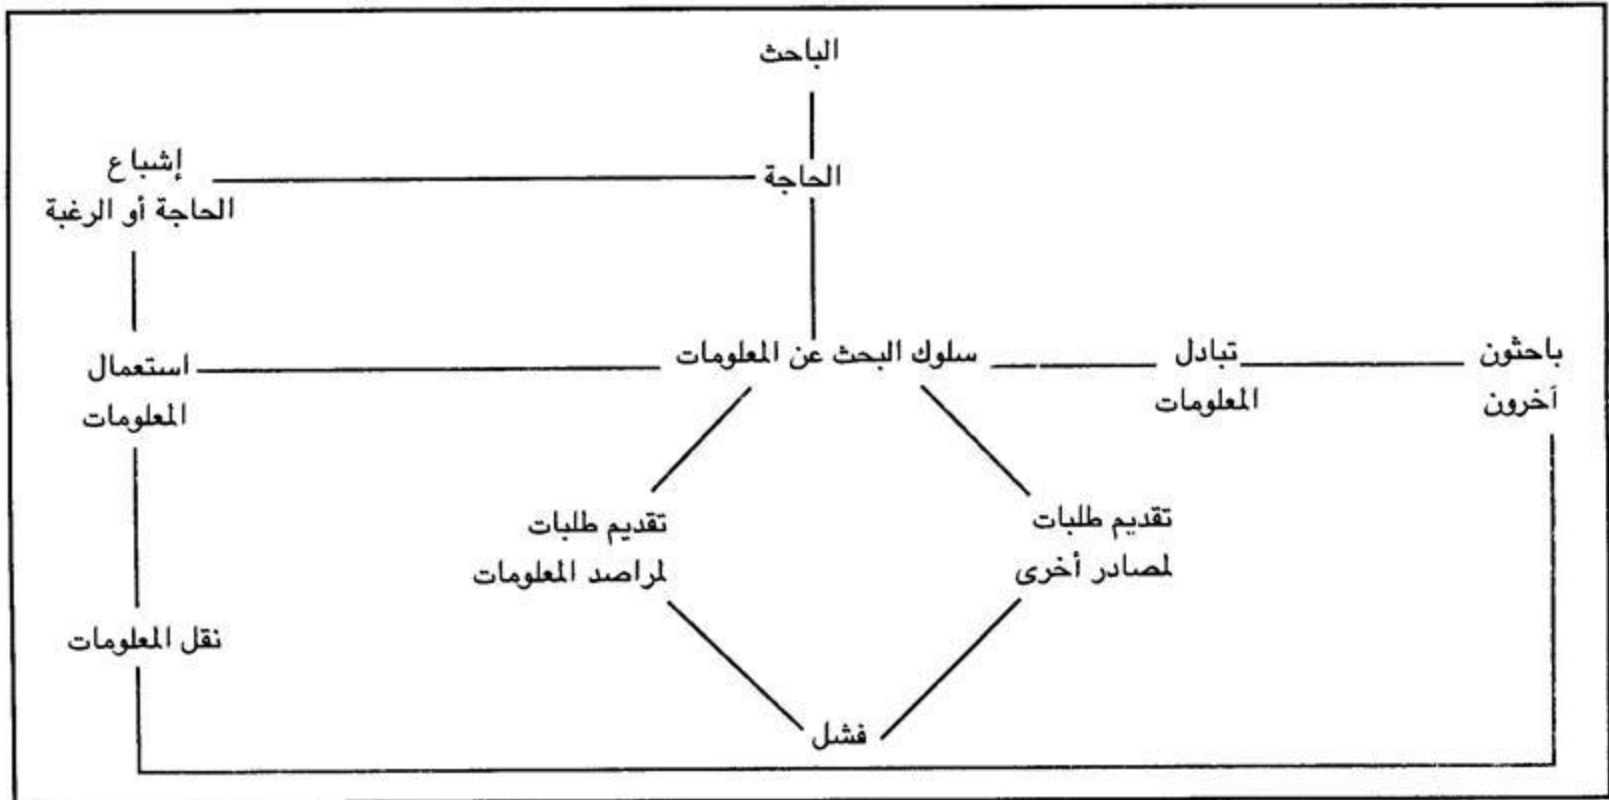 الباحث
الحاجة
إشباع
الحاجة أو الرغبة
باحثون
آخرون
تبادل
المعلومات
سلوك البحث عن المعلومات
استعمال
المعلومات
تقديم طلبات
لمصادر أخرى
تقديم طلبات
لمراصد المعلومات
نقل المعلومات
فشل